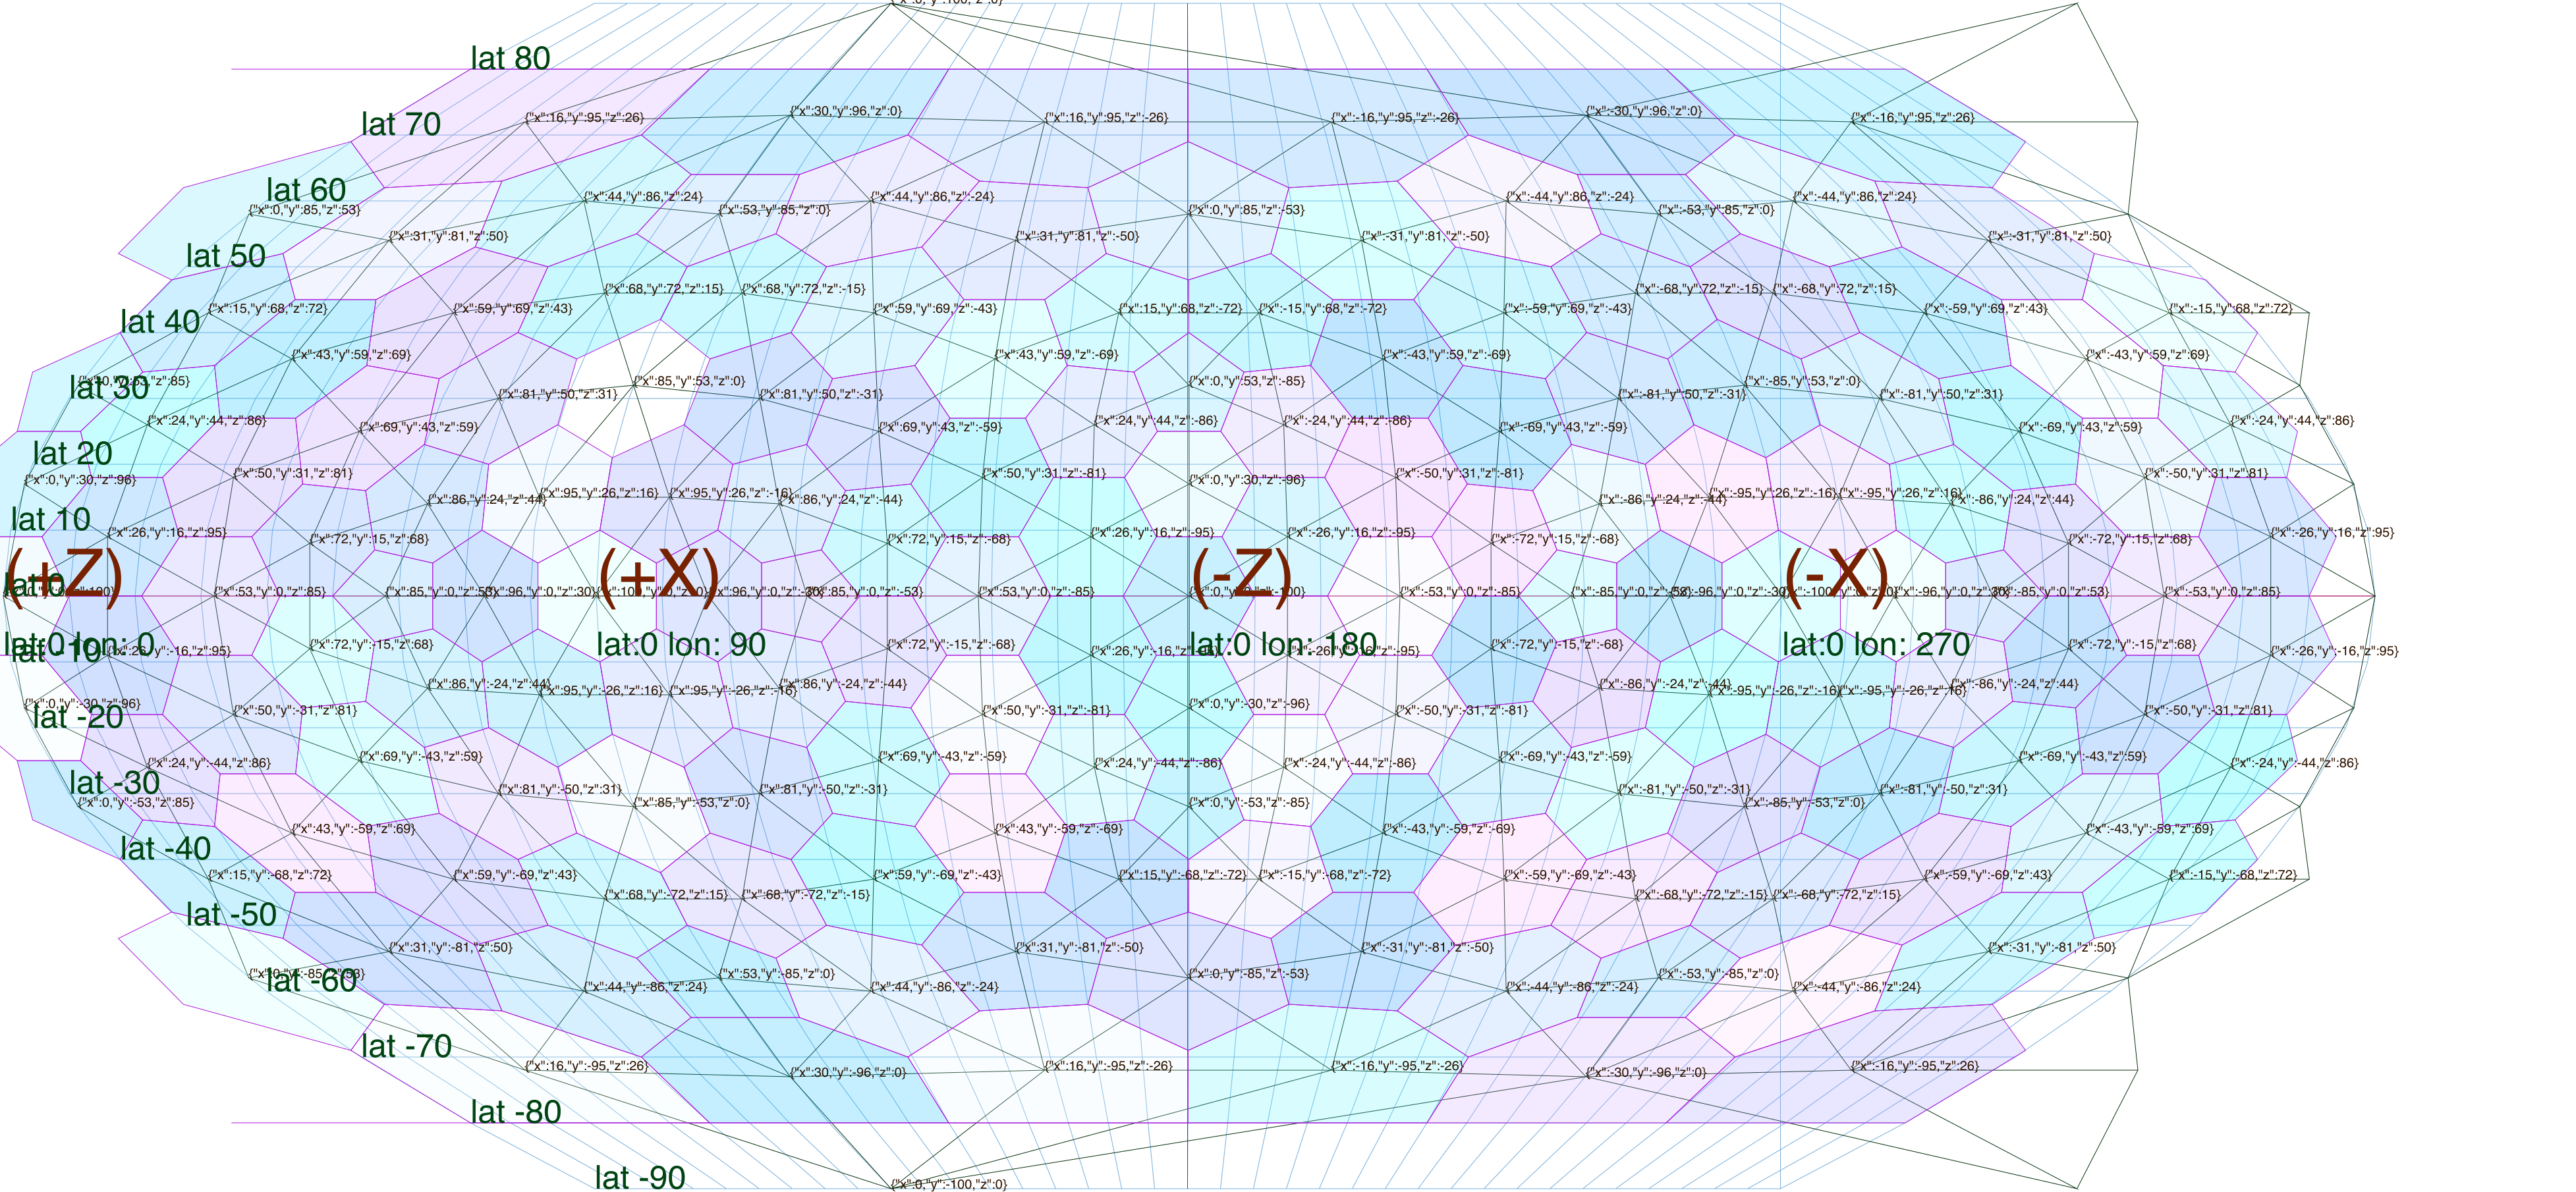 {"x":0,"y":100,"z":0}
lat 80
{"x":16,"y":95,"z":26}
{"x":30,"y":96,"z":0}
{"x":16,"y":95,"z":-26}
{"x":-16,"y":95,"z":-26}
{"x":-30,"y":96,"z":0}
{"x":-16,"y":95,"z":26}
lat 70
lat 60
{"x":44,"y":86,"z":24}
{"x":44,"y":86,"z":-24}
{"x":-44,"y":86,"z":-24}
{"x":-44,"y":86,"z":24}
{"x":0,"y":85,"z":53}
{"x":53,"y":85,"z":0}
{"x":0,"y":85,"z":-53}
{"x":-53,"y":85,"z":0}
{"x":31,"y":81,"z":50}
{"x":31,"y":81,"z":-50}
{"x":-31,"y":81,"z":-50}
{"x":-31,"y":81,"z":50}
lat 50
{"x":68,"y":72,"z":15}
{"x":68,"y":72,"z":-15}
{"x":-68,"y":72,"z":-15}
{"x":-68,"y":72,"z":15}
{"x":15,"y":68,"z":72}
{"x":59,"y":69,"z":43}
{"x":59,"y":69,"z":-43}
{"x":15,"y":68,"z":-72}
{"x":-15,"y":68,"z":-72}
{"x":-59,"y":69,"z":-43}
{"x":-59,"y":69,"z":43}
{"x":-15,"y":68,"z":72}
lat 40
{"x":43,"y":59,"z":69}
{"x":43,"y":59,"z":-69}
{"x":-43,"y":59,"z":-69}
{"x":-43,"y":59,"z":69}
{"x":0,"y":53,"z":85}
{"x":85,"y":53,"z":0}
{"x":0,"y":53,"z":-85}
{"x":-85,"y":53,"z":0}
lat 30
{"x":81,"y":50,"z":31}
{"x":81,"y":50,"z":-31}
{"x":-81,"y":50,"z":-31}
{"x":-81,"y":50,"z":31}
{"x":24,"y":44,"z":86}
{"x":69,"y":43,"z":59}
{"x":69,"y":43,"z":-59}
{"x":24,"y":44,"z":-86}
{"x":-24,"y":44,"z":-86}
{"x":-69,"y":43,"z":-59}
{"x":-69,"y":43,"z":59}
{"x":-24,"y":44,"z":86}
lat 20
{"x":50,"y":31,"z":81}
{"x":50,"y":31,"z":-81}
{"x":-50,"y":31,"z":-81}
{"x":-50,"y":31,"z":81}
{"x":0,"y":30,"z":96}
{"x":0,"y":30,"z":-96}
{"x":86,"y":24,"z":44}
{"x":95,"y":26,"z":16}
{"x":95,"y":26,"z":-16}
{"x":86,"y":24,"z":-44}
{"x":-86,"y":24,"z":-44}
{"x":-95,"y":26,"z":-16}
{"x":-95,"y":26,"z":16}
{"x":-86,"y":24,"z":44}
lat 10
{"x":26,"y":16,"z":95}
{"x":72,"y":15,"z":68}
{"x":72,"y":15,"z":-68}
{"x":26,"y":16,"z":-95}
{"x":-26,"y":16,"z":-95}
{"x":-72,"y":15,"z":-68}
{"x":-72,"y":15,"z":68}
{"x":-26,"y":16,"z":95}
(+Z)
(+X)
(-Z)
(-X)
lat 0
{"x":53,"y":0,"z":85}
{"x":85,"y":0,"z":53}
{"x":96,"y":0,"z":30}
{"x":100,"y":0,"z":0}
{"x":96,"y":0,"z":-30}
{"x":85,"y":0,"z":-53}
{"x":53,"y":0,"z":-85}
{"x":0,"y":0,"z":-100}
{"x":-53,"y":0,"z":-85}
{"x":-85,"y":0,"z":-53}
{"x":-96,"y":0,"z":-30}
{"x":-100,"y":0,"z":0}
{"x":-96,"y":0,"z":30}
{"x":-85,"y":0,"z":53}
{"x":-53,"y":0,"z":85}
lat:0 lon: 0
lat:0 lon: 90
lat:0 lon: 180
lat:0 lon: 270
lat -10
{"x":26,"y":-16,"z":95}
{"x":72,"y":-15,"z":68}
{"x":72,"y":-15,"z":-68}
{"x":26,"y":-16,"z":-95}
{"x":-26,"y":-16,"z":-95}
{"x":-72,"y":-15,"z":-68}
{"x":-72,"y":-15,"z":68}
{"x":-26,"y":-16,"z":95}
{"x":86,"y":-24,"z":44}
{"x":95,"y":-26,"z":16}
{"x":95,"y":-26,"z":-16}
{"x":86,"y":-24,"z":-44}
{"x":-86,"y":-24,"z":-44}
{"x":-95,"y":-26,"z":-16}
{"x":-95,"y":-26,"z":16}
{"x":-86,"y":-24,"z":44}
{"x":0,"y":-30,"z":96}
{"x":0,"y":-30,"z":-96}
lat -20
{"x":50,"y":-31,"z":81}
{"x":50,"y":-31,"z":-81}
{"x":-50,"y":-31,"z":-81}
{"x":-50,"y":-31,"z":81}
{"x":24,"y":-44,"z":86}
{"x":69,"y":-43,"z":59}
{"x":69,"y":-43,"z":-59}
{"x":24,"y":-44,"z":-86}
{"x":-24,"y":-44,"z":-86}
{"x":-69,"y":-43,"z":-59}
{"x":-69,"y":-43,"z":59}
{"x":-24,"y":-44,"z":86}
lat -30
{"x":81,"y":-50,"z":31}
{"x":81,"y":-50,"z":-31}
{"x":-81,"y":-50,"z":-31}
{"x":-81,"y":-50,"z":31}
{"x":0,"y":-53,"z":85}
{"x":85,"y":-53,"z":0}
{"x":0,"y":-53,"z":-85}
{"x":-85,"y":-53,"z":0}
{"x":43,"y":-59,"z":69}
{"x":43,"y":-59,"z":-69}
{"x":-43,"y":-59,"z":-69}
{"x":-43,"y":-59,"z":69}
lat -40
{"x":15,"y":-68,"z":72}
{"x":59,"y":-69,"z":43}
{"x":59,"y":-69,"z":-43}
{"x":15,"y":-68,"z":-72}
{"x":-15,"y":-68,"z":-72}
{"x":-59,"y":-69,"z":-43}
{"x":-59,"y":-69,"z":43}
{"x":-15,"y":-68,"z":72}
{"x":68,"y":-72,"z":15}
{"x":68,"y":-72,"z":-15}
{"x":-68,"y":-72,"z":-15}
{"x":-68,"y":-72,"z":15}
lat -50
{"x":31,"y":-81,"z":50}
{"x":31,"y":-81,"z":-50}
{"x":-31,"y":-81,"z":-50}
{"x":-31,"y":-81,"z":50}
{"x":0,"y":-85,"z":53}
lat -60
{"x":53,"y":-85,"z":0}
{"x":0,"y":-85,"z":-53}
{"x":-53,"y":-85,"z":0}
{"x":44,"y":-86,"z":24}
{"x":44,"y":-86,"z":-24}
{"x":-44,"y":-86,"z":-24}
{"x":-44,"y":-86,"z":24}
lat -70
{"x":16,"y":-95,"z":26}
{"x":30,"y":-96,"z":0}
{"x":16,"y":-95,"z":-26}
{"x":-16,"y":-95,"z":-26}
{"x":-30,"y":-96,"z":0}
{"x":-16,"y":-95,"z":26}
lat -80
lat -90
{"x":0,"y":-100,"z":0}